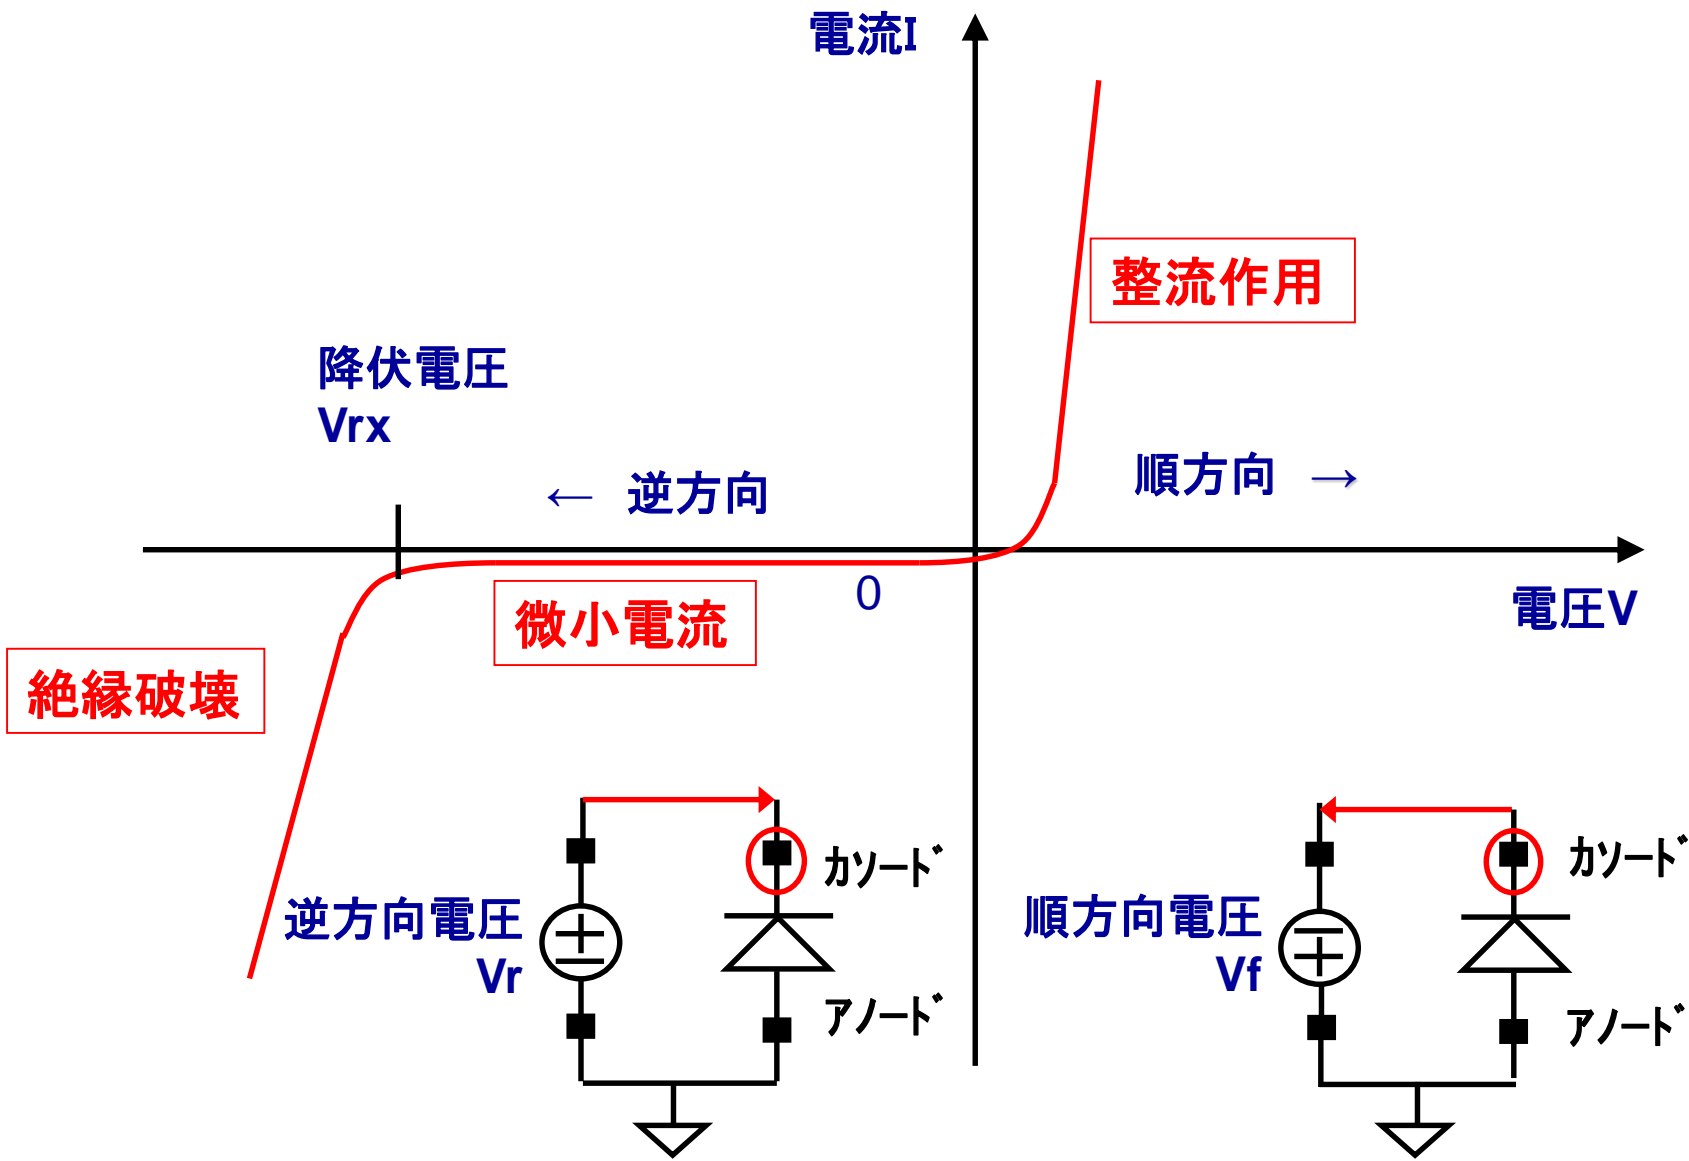 電流I
整流作用
降伏電圧
Vrx
← 逆方向
順方向 →
0
電圧V
微小電流
絶縁破壊
カソード
アノード
逆方向電圧
Vr
カソード
アノード
順方向電圧
Vf